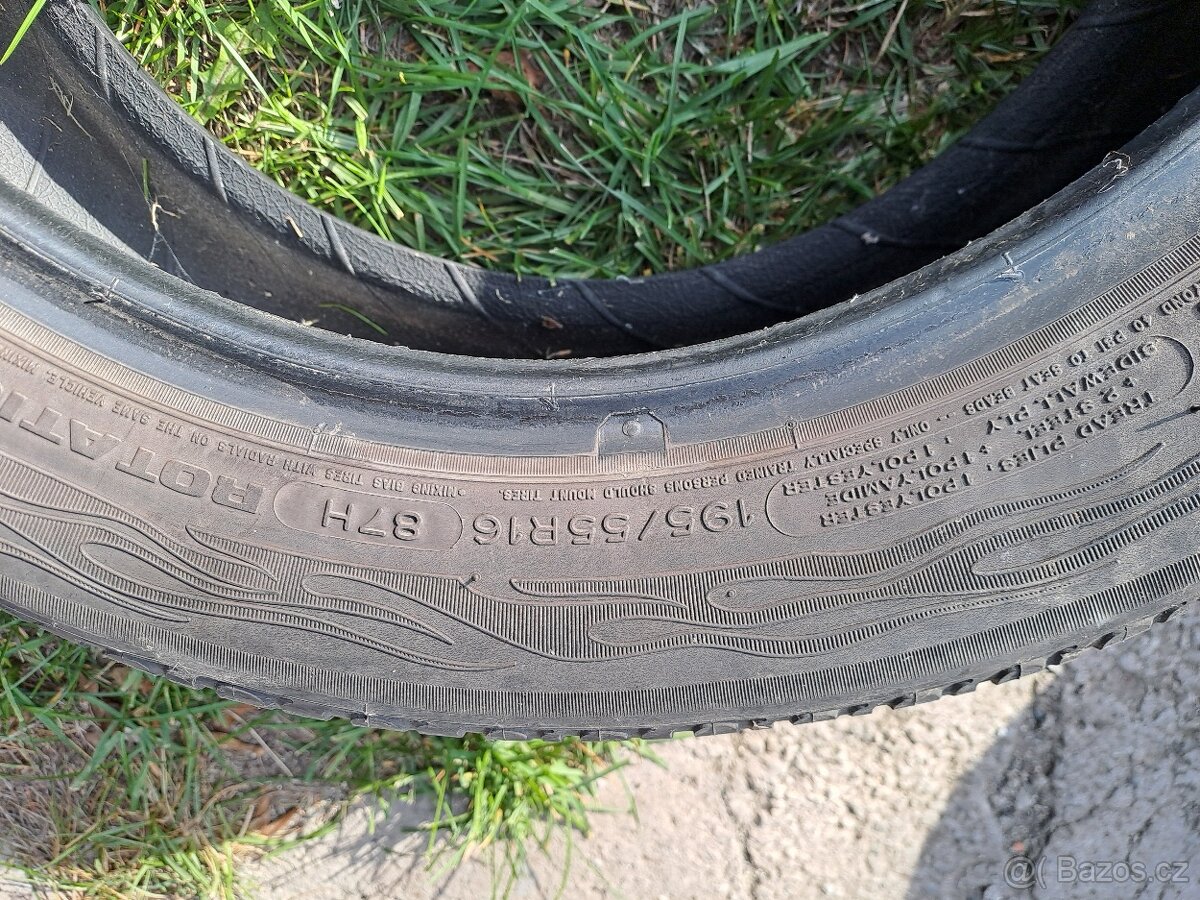 BEYOND 40 PSI TO SEAT BEADS ... ONLY SPECIALLY TRAINED PERSONS SHOULD MOUNT TIRES.
• MIXING BIAS TIRES WITH RADIALS ON THE SAME VEHICLE.
TREAD PLIES: 1 POLYESTER
+ 2 STEEL + 1 POLYAMIDE
SIDEWALL PLY : 1 POLYESTER
195/55R16 87H
ROTATI
Bazos.cz